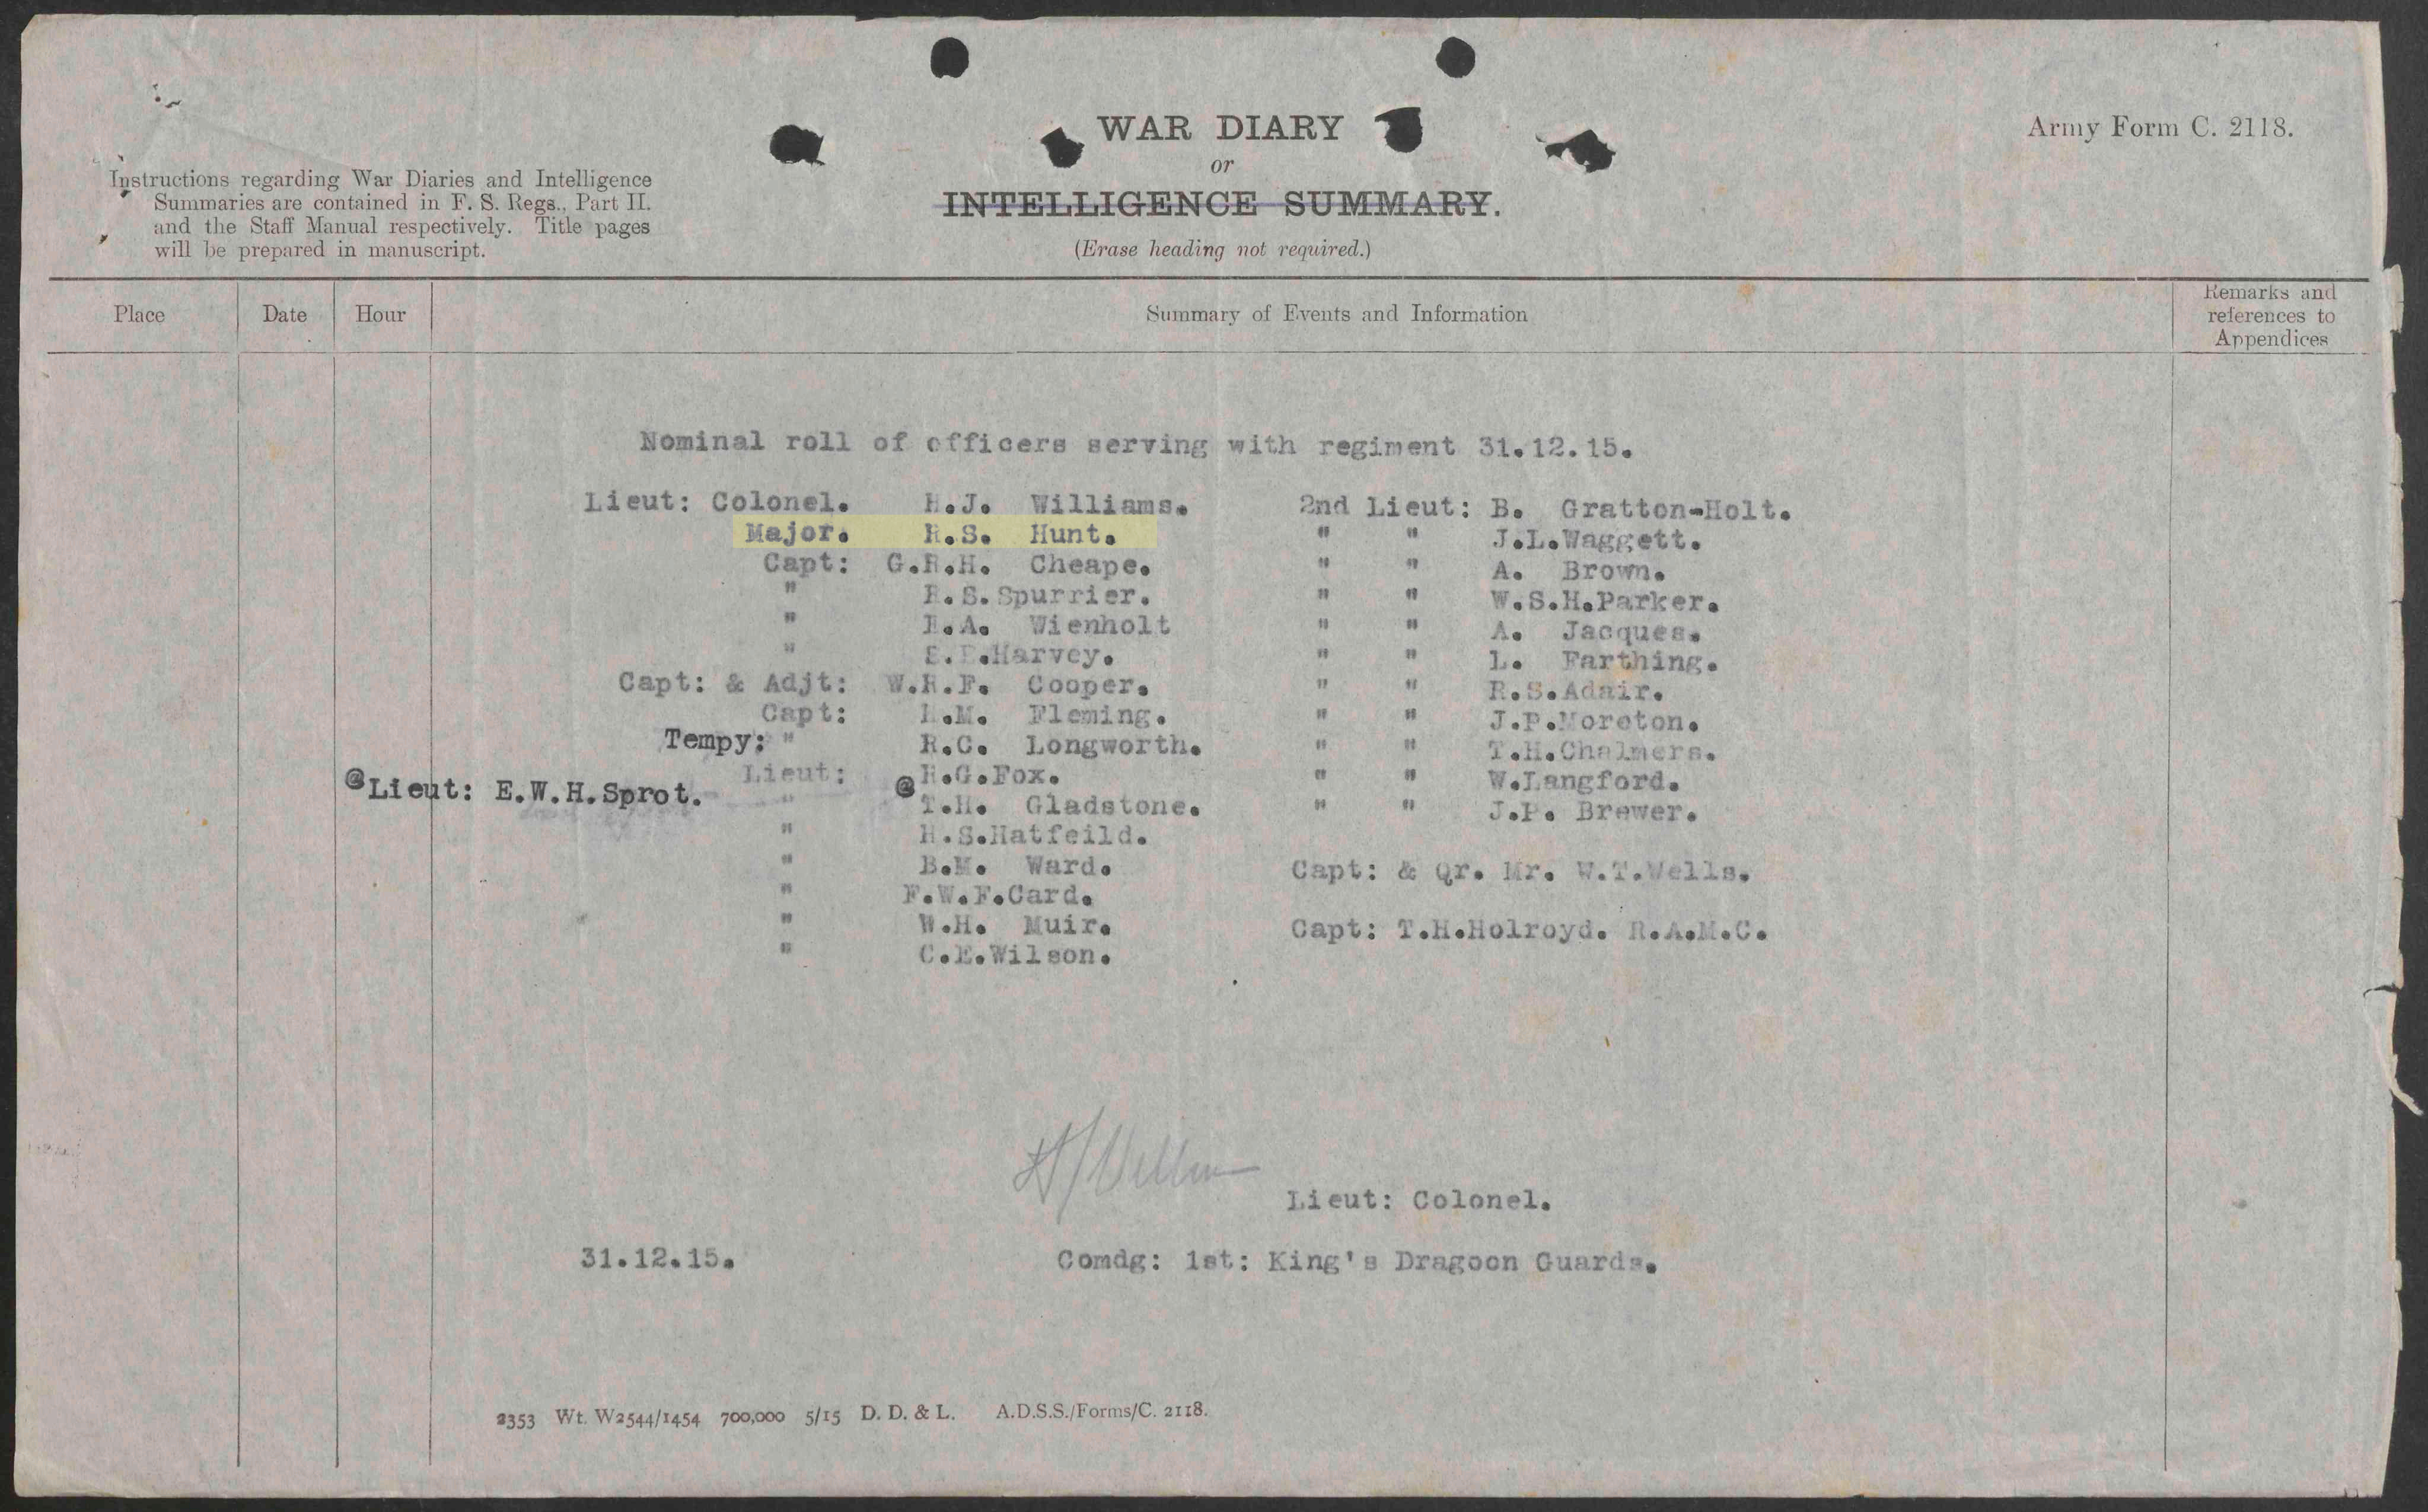 WAR DIARY
or
INTELLIGENCE SUMMARY.
(Erase heading not required.)
Army Form C. 2118.
Instructions regarding War Diaries and Intelligence
Summaries are contained in F. S. Regs., Part II.
and the Staff Manual respectively. Title pages
will be prepared in manuscript.
Place Date Hour Summary of Events and Information Remarks and references to Appendices
Nominal roll of officers serving with regiment 31.12.15.
Lieut: Colonel. H.J. Williams.
Major. R.S. Hunt.
Capt: G.R.H. Cheape.
" R.S.Spurrier.
" Wienholt
" Harvey.
Capt: & Adjt: W.R.F. Cooper.
Capt: Fleming.
Tempy: " R.C. Longworth.
Lieut: Fox.
@Lieut: E.W.H.Sprot.
@
" T.H. Gladstone.
" H.S.Hatfeild.
" B.M. Ward.
" F.W.F.Card.
" W.H. Muir.
" C.E.Wilson.
2nd Lieut: B. Gratton-Holt.
" " J.L.Waggett.
" " A. Brown.
" " W.S.H.Parker.
" " A. Jacques.
" " L. Farthing.
" " R.S.Adair.
" " J.P.Moreton.
" " T.H.Chalmers.
" " W.Langford.
" " J.P. Brewer.
Capt: & Qr. Mr. W.T.Wells.
Capt: T.H.Holroyd. R.A.M.C.
Lieut: Colonel.
31.12.15. Comdg: 1st: King's Dragoon Guards.
2353 Wt. W2544/1454 700,000 5/15 D. D. & L. A.D.S.S./Forms/C. 2118.